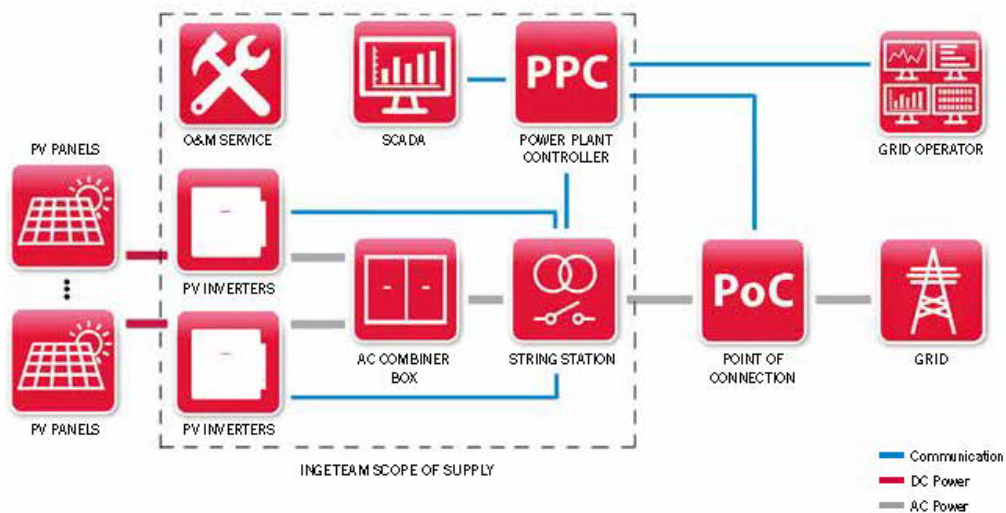 PPC
O&M SERVICE
SCADA
POWER PLANT
CONTROLLER
GRID OPERATOR
PV PANELS
PV INVERTERS
PoC
AC COMBINER
BOX
STRING STATION
POINT OF
CONNECTION
GRID
PV PANELS
PV INVERTERS
INGETEAM SCOPE OF SUPPLY
Communication
DC Power
AC Power